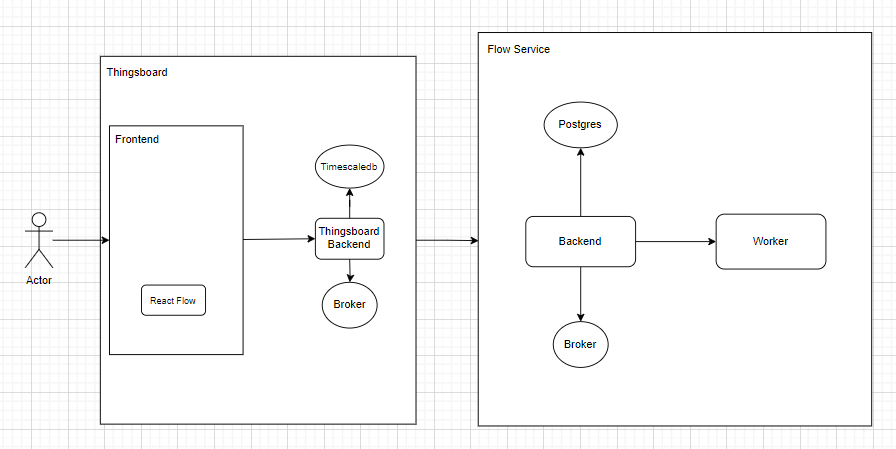 Flow Service
Thingsboard
Postgres
Frontend
Timescaledb
Thingsboard
Backend
Backend
Worker
Actor
React Flow
Broker
Broker